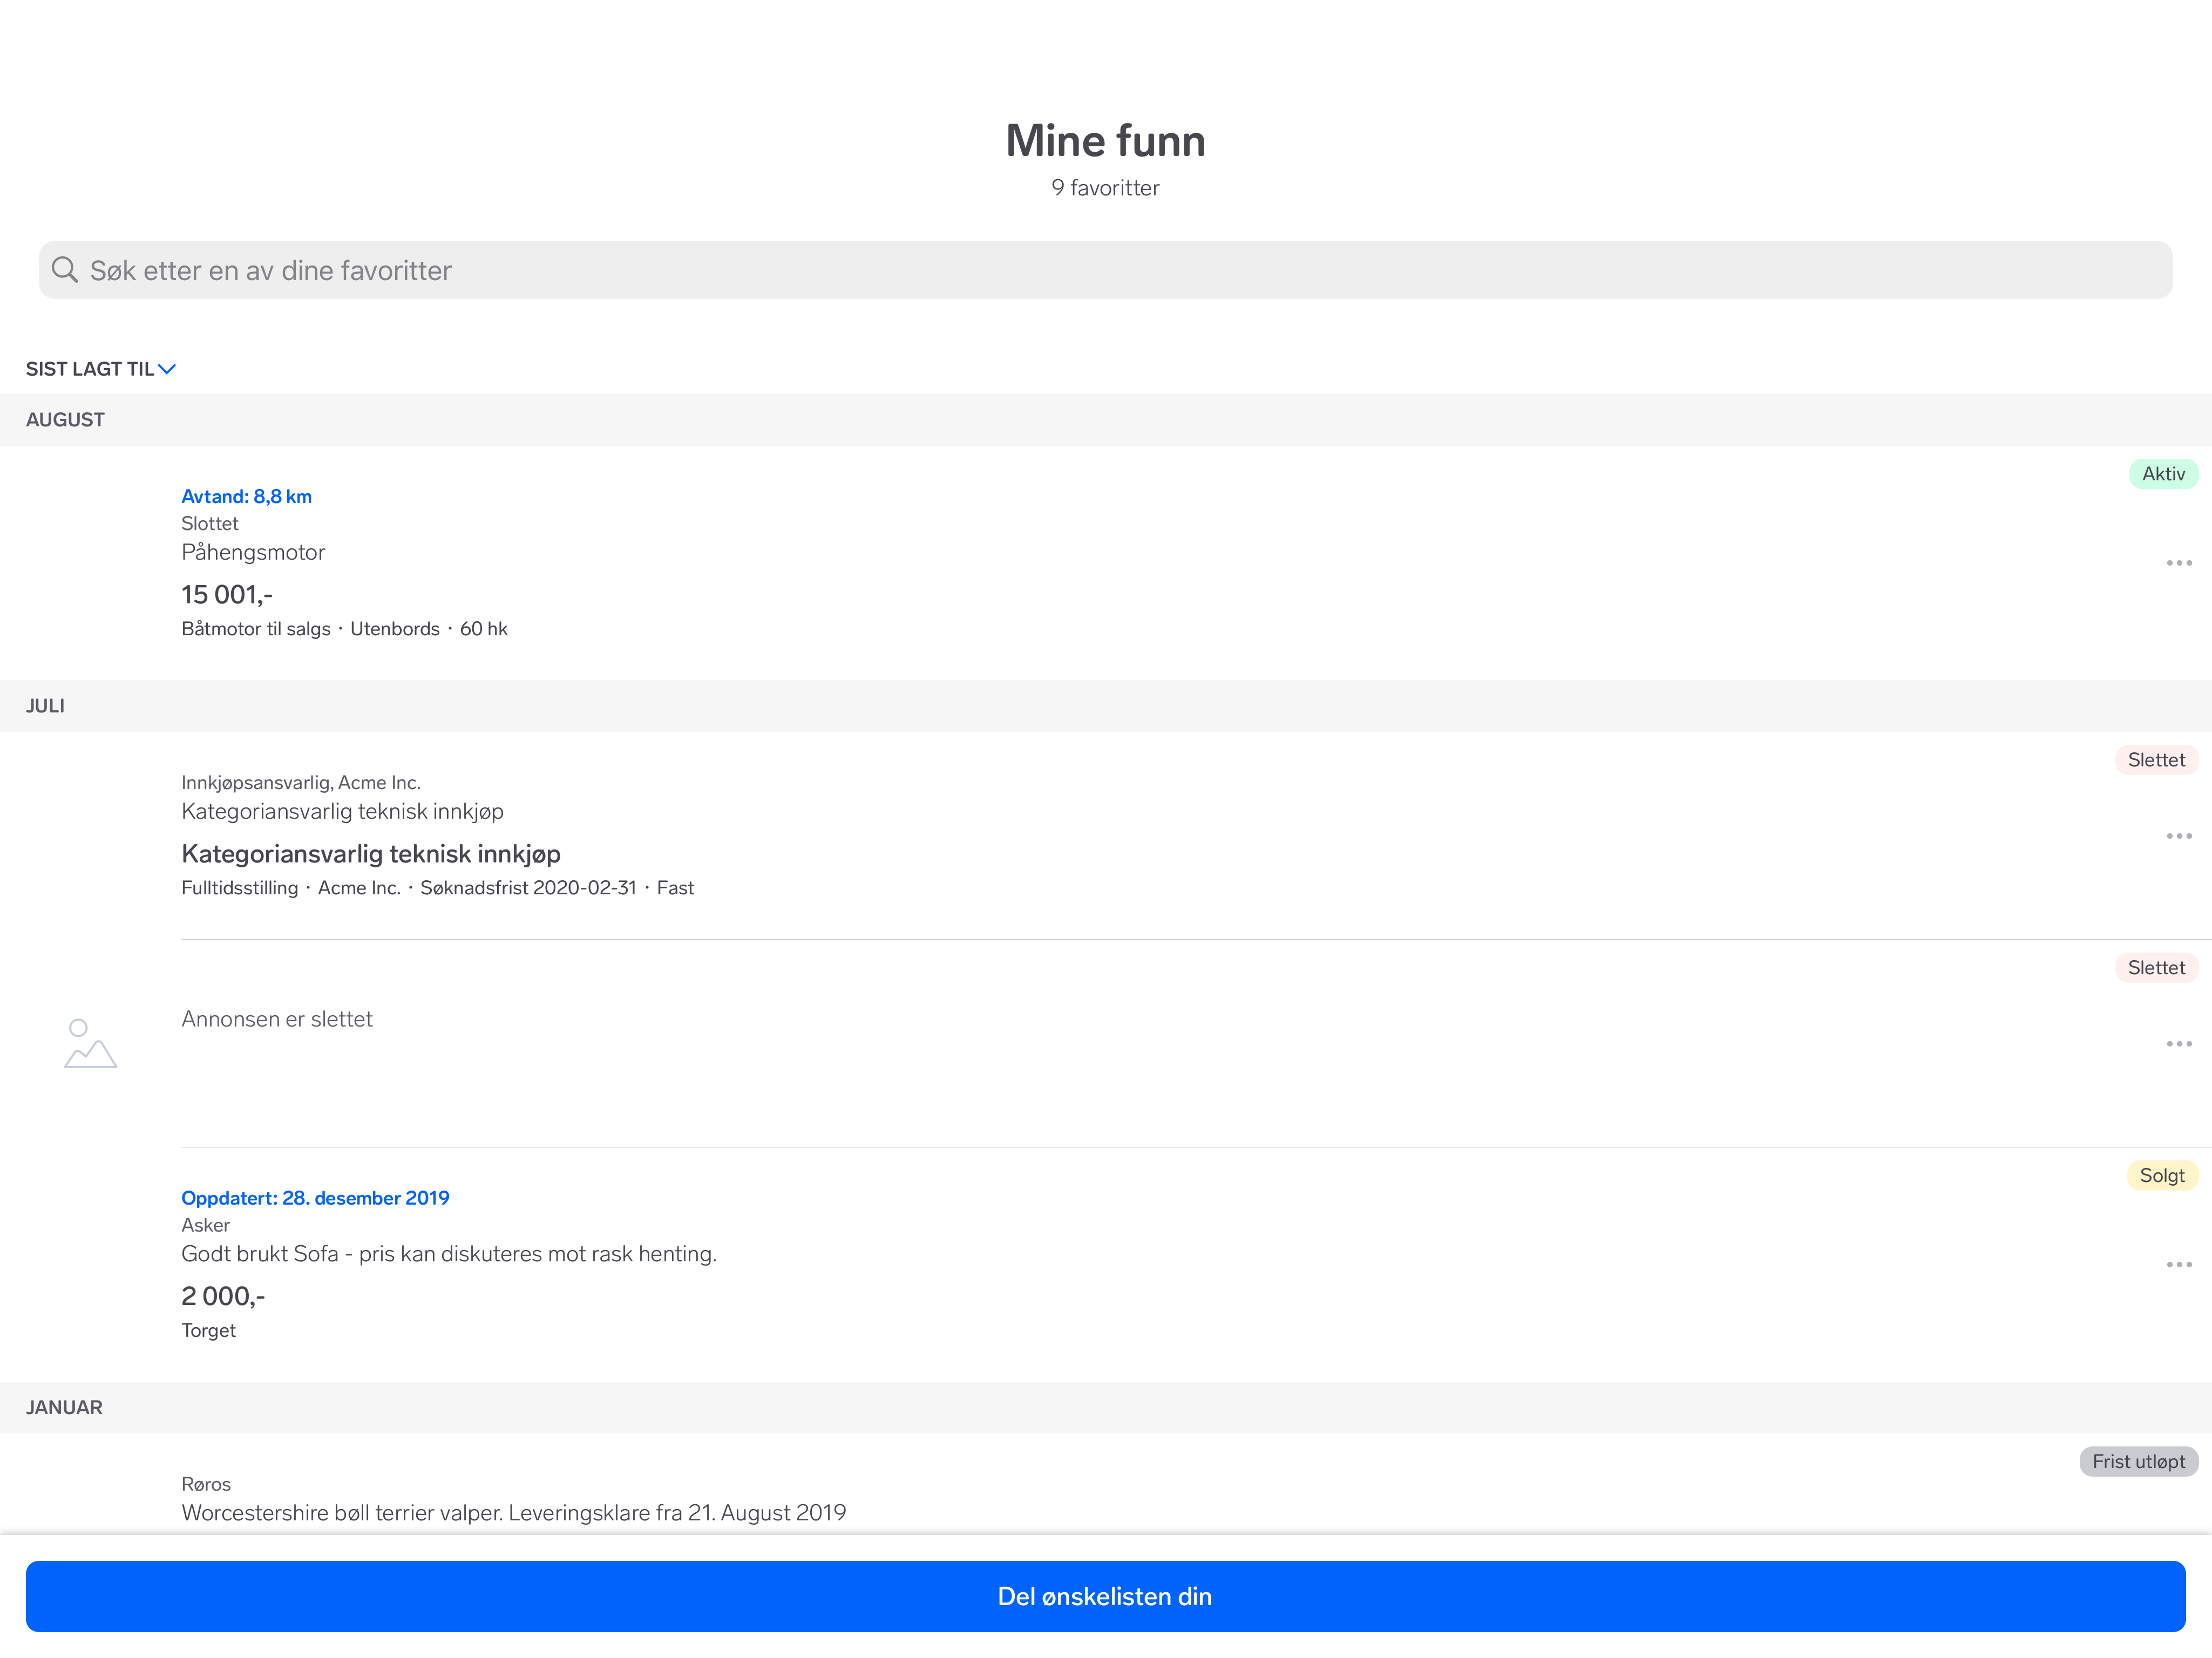 Mine funn
9 favoritter
Søk etter en av dine favoritter
SIST LAGT TIL
AUGUST
Aktiv
Avtand: 8,8 km
Slottet
Påhengsmotor
15 001,-
Båtmotor til salgs · Utenbords · 60 hk
JULI
Slettet
Innkjøpsansvarlig, Acme Inc.
Kategoriansvarlig teknisk innkjøp
Kategoriansvarlig teknisk innkjøp
Fulltidsstilling · Acme Inc. · Søknadsfrist 2020-02-31 · Fast
Slettet
Annonsen er slettet
Solgt
Oppdatert: 28. desember 2019
Asker
Godt brukt Sofa - pris kan diskuteres mot rask henting.
2 000,-
Torget
JANUAR
Frist utløpt
Røros
Worcestershire bøll terrier valper. Leveringsklare fra 21. August 2019
Del ønskelisten din